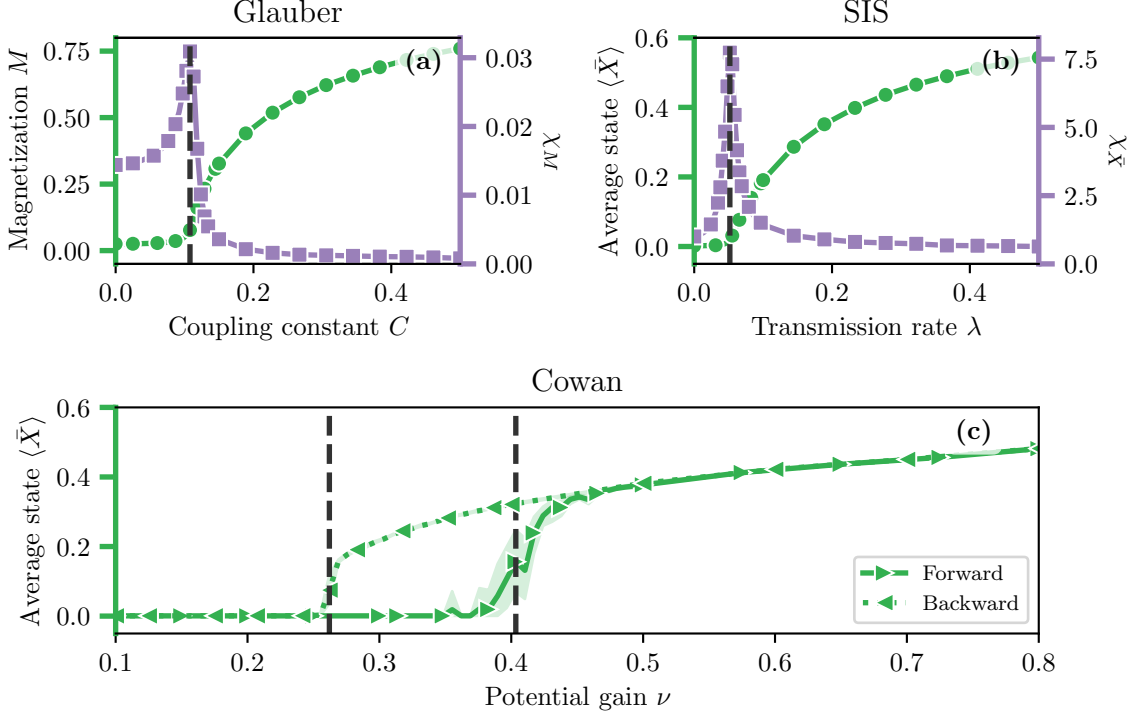 Glauber
SIS
0.75
0.50
0.25
0.00
Magnetization M
(a)
0.03
0.02
0.01
0.00
χ_M
0.0 0.2 0.4
Coupling constant C
0.6
0.4
0.2
0.0
Average state ⟨X̄⟩
(b)
7.5
5.0
2.5
0.0
χ_X̄
0.0 0.2 0.4
Transmission rate λ
Cowan
0.6
0.4
0.2
0.0
Average state ⟨X̄⟩
(c)
Forward
Backward
0.1 0.2 0.3 0.4 0.5 0.6 0.7 0.8
Potential gain ν